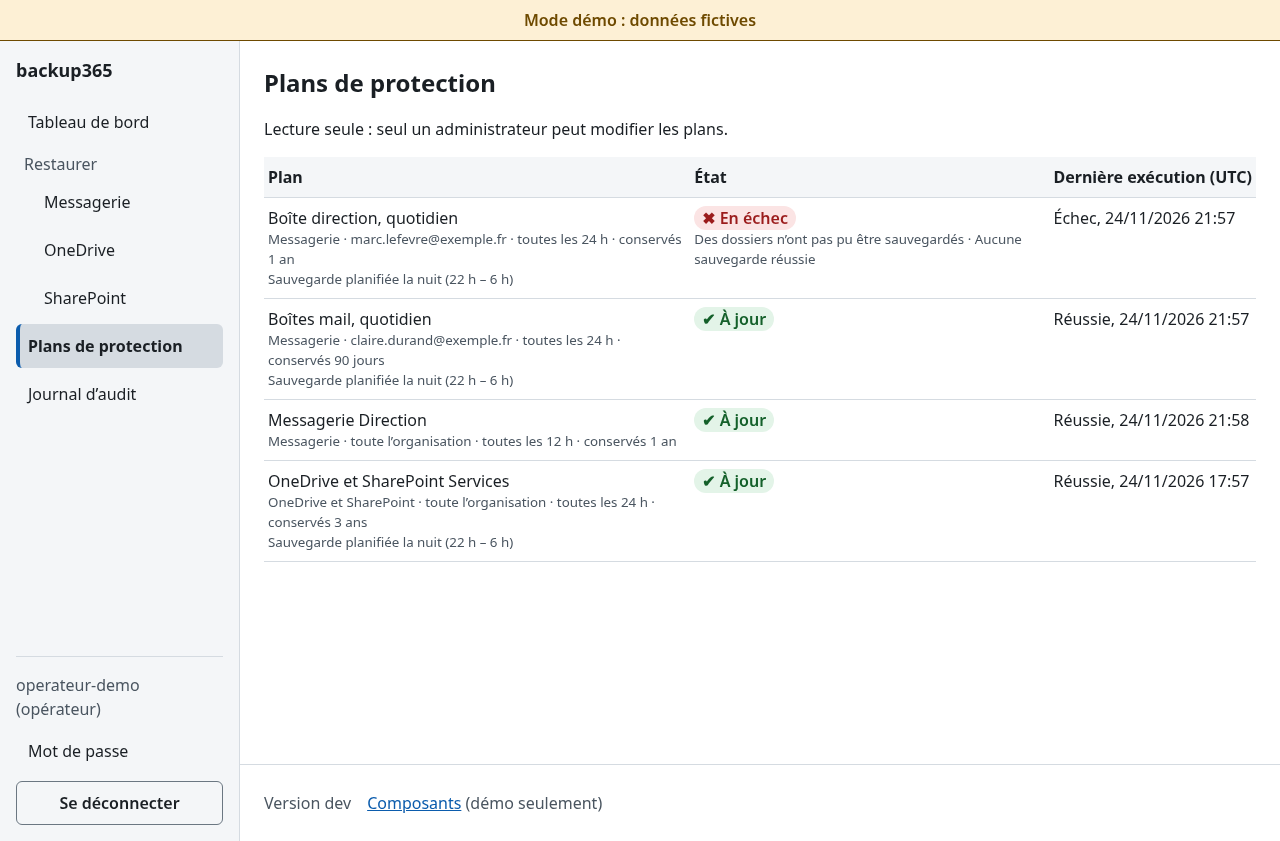 Mode démo : données fictives
backup365
Tableau de bord
Restaurer
Messagerie
OneDrive
SharePoint
Plans de protection
Journal d’audit
operateur-demo
(opérateur)
Mot de passe
Se déconnecter
Plans de protection
Lecture seule : seul un administrateur peut modifier les plans.
Plan État Dernière exécution (UTC)
Boîte direction, quotidien ✖ En échec Échec, 24/11/2026 21:57
Messagerie · marc.lefevre@exemple.fr · toutes les 24 h · conservés Des dossiers n’ont pas pu être sauvegardés · Aucune
1 an sauvegarde réussie
Sauvegarde planifiée la nuit (22 h – 6 h)
Boîtes mail, quotidien ✔ À jour Réussie, 24/11/2026 21:57
Messagerie · claire.durand@exemple.fr · toutes les 24 h ·
conservés 90 jours
Sauvegarde planifiée la nuit (22 h – 6 h)
Messagerie Direction ✔ À jour Réussie, 24/11/2026 21:58
Messagerie · toute l’organisation · toutes les 12 h · conservés 1 an
OneDrive et SharePoint Services ✔ À jour Réussie, 24/11/2026 17:57
OneDrive et SharePoint · toute l’organisation · toutes les 24 h ·
conservés 3 ans
Sauvegarde planifiée la nuit (22 h – 6 h)
Version dev Composants (démo seulement)